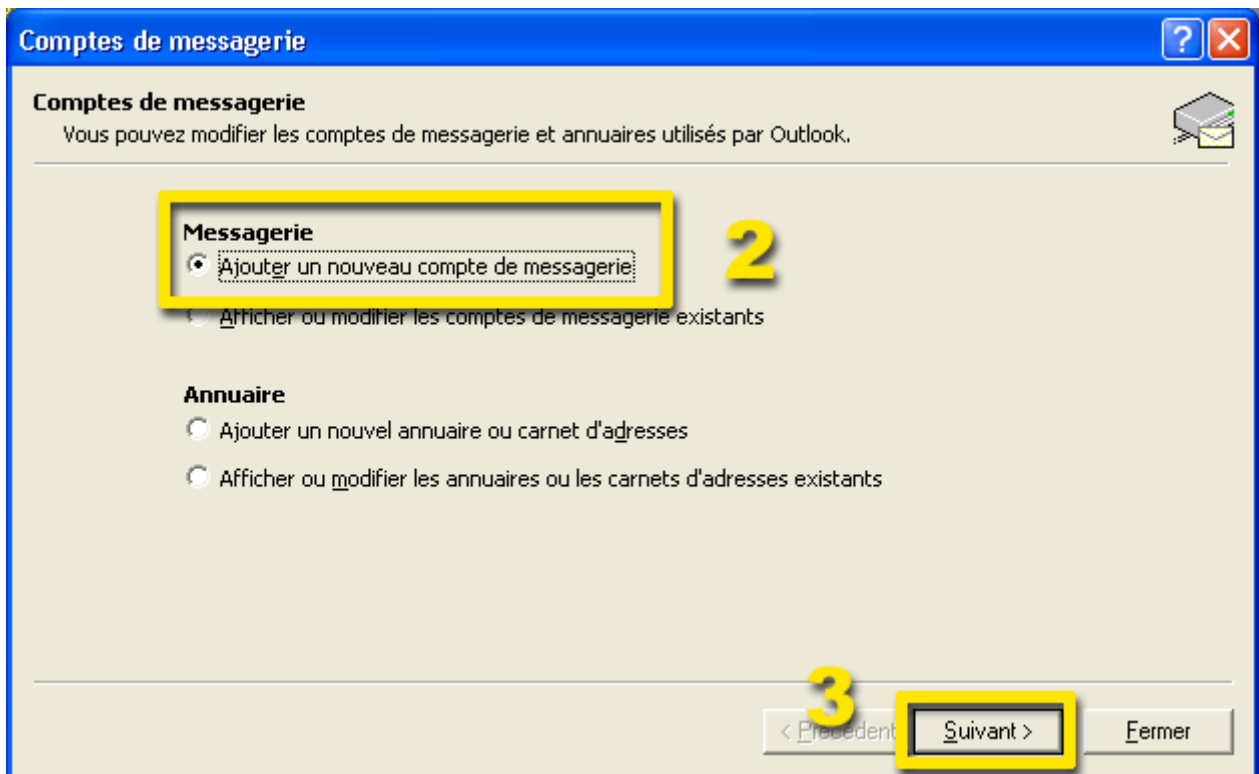 Comptes de messagerie
Comptes de messagerie
Vous pouvez modifier les comptes de messagerie et annuaires utilisés par Outlook.
Messagerie
Ajouter un nouveau compte de messagerie
2
Afficher ou modifier les comptes de messagerie existants
Annuaire
Ajouter un nouvel annuaire ou carnet d'adresses
Afficher ou modifier les annuaires ou les carnets d'adresses existants
3
< Précédent
Suivant >
Fermer